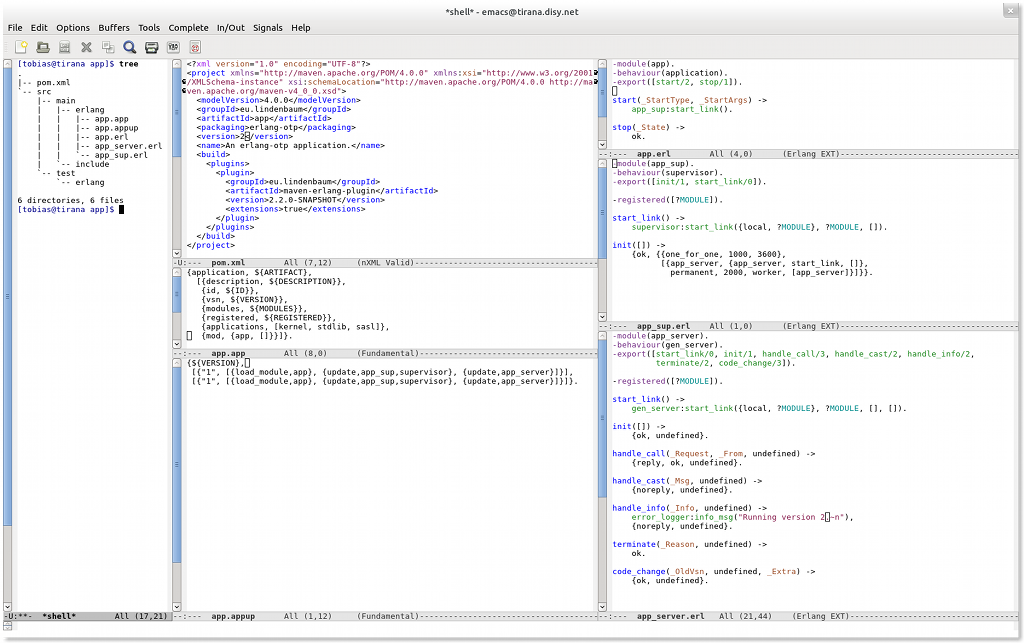 *shell* - emacs@tirana.disy.net
File Edit Options Buffers Tools Complete In/Out Signals Help
[tobias@tirana app]$ tree
.
|-- pom.xml
`-- src
    |-- main
    |   |-- erlang
    |   |   |-- app.app
    |   |   |-- app.appup
    |   |   |-- app.erl
    |   |   |-- app_server.erl
    |   |   `-- app_sup.erl
    |   `-- include
    `-- test
        `-- erlang

6 directories, 6 files
[tobias@tirana app]$
-U:**- *shell* All (17,21)
<?xml version="1.0" encoding="UTF-8"?>
<project xmlns="http://maven.apache.org/POM/4.0.0" xmlns:xsi="http://www.w3.org/2001
/XMLSchema-instance" xsi:schemaLocation="http://maven.apache.org/POM/4.0.0 http://ma
ven.apache.org/maven-v4_0_0.xsd">
  <modelVersion>4.0.0</modelVersion>
  <groupId>eu.lindenbaum</groupId>
  <artifactId>app</artifactId>
  <packaging>erlang-otp</packaging>
  <version>2</version>
  <name>An erlang-otp application.</name>
  <build>
    <plugins>
      <plugin>
        <groupId>eu.lindenbaum</groupId>
        <artifactId>maven-erlang-plugin</artifactId>
        <version>2.2.0-SNAPSHOT</version>
        <extensions>true</extensions>
      </plugin>
    </plugins>
  </build>
</project>
-U:--- pom.xml All (7,12) (nXML Valid)
{application, ${ARTIFACT},
  [{description, ${DESCRIPTION}},
   {id, ${ID}},
   {vsn, ${VERSION}},
   {modules, ${MODULES}},
   {registered, ${REGISTERED}},
   {applications, [kernel, stdlib, sasl]},
   {mod, {app, []}}]}.
--:--- app.app All (8,0) (Fundamental)
{${VERSION},
 [{"1", [{load_module,app}, {update,app_sup,supervisor}, {update,app_server}]}],
 [{"1", [{load_module,app}, {update,app_sup,supervisor}, {update,app_server}]}]}.
--:--- app.appup All (1,12) (Fundamental)
-module(app).
-behaviour(application).
-export([start/2, stop/1]).

start(_StartType, _StartArgs) ->
    app_sup:start_link().

stop(_State) ->
    ok.
--:--- app.erl All (4,0) (Erlang EXT)
-module(app_sup).
-behaviour(supervisor).
-export([init/1, start_link/0]).

-registered([?MODULE]).

start_link() ->
    supervisor:start_link({local, ?MODULE}, ?MODULE, []).

init([]) ->
    {ok, {{one_for_one, 1000, 3600},
          [{app_server, {app_server, start_link, []},
            permanent, 2000, worker, [app_server]}]}}.
--:--- app_sup.erl All (1,0) (Erlang EXT)
-module(app_server).
-behaviour(gen_server).
-export([start_link/0, init/1, handle_call/3, handle_cast/2, handle_info/2,
         terminate/2, code_change/3]).

-registered([?MODULE]).

start_link() ->
    gen_server:start_link({local, ?MODULE}, ?MODULE, [], []).

init([]) ->
    {ok, undefined}.

handle_call(_Request, _From, undefined) ->
    {reply, ok, undefined}.

handle_cast(_Msg, undefined) ->
    {noreply, undefined}.

handle_info(_Info, undefined) ->
    error_logger:info_msg("Running version 2.~n"),
    {noreply, undefined}.

terminate(_Reason, undefined) ->
    ok.

code_change(_OldVsn, undefined, _Extra) ->
    {ok, undefined}.
--:--- app_server.erl All (21,44) (Erlang EXT)